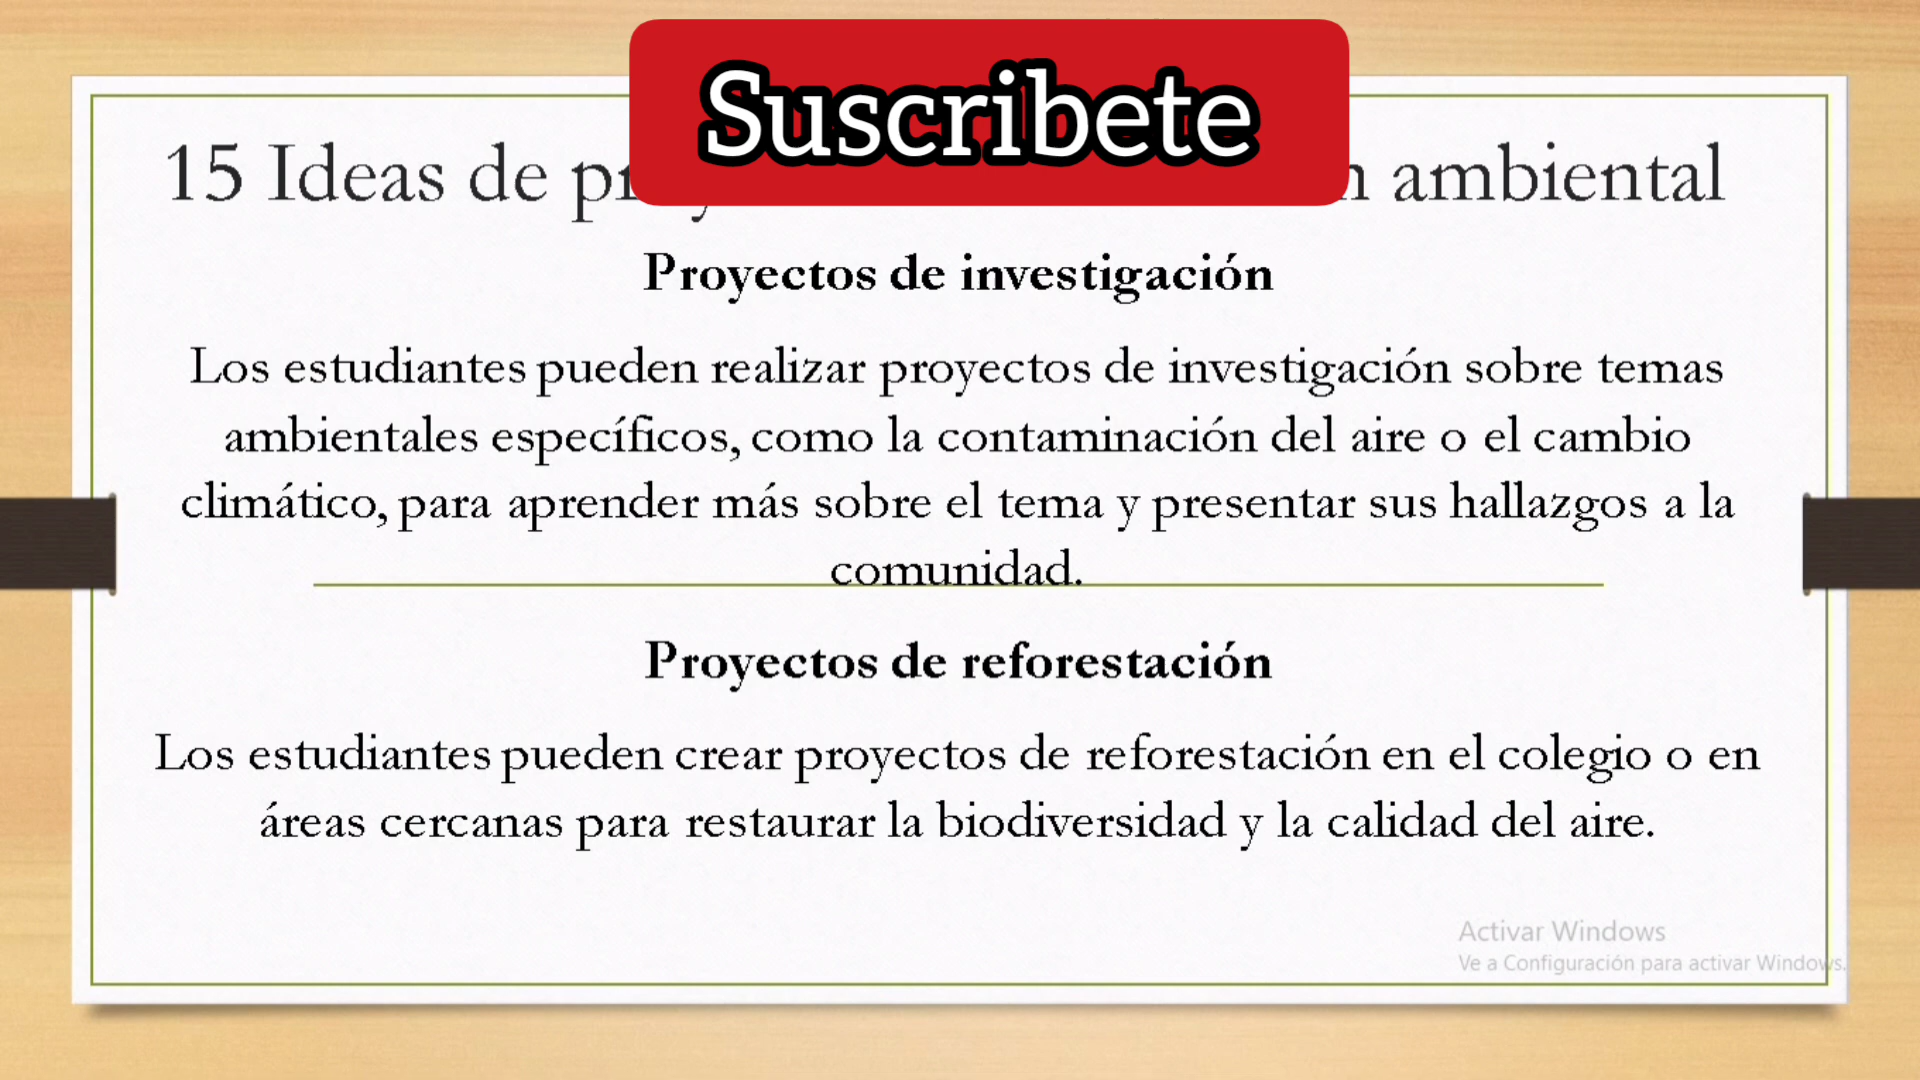 Suscribete
15 Ideas de ambiental
Proyectos de investigación
Los estudiantes pueden realizar proyectos de investigación sobre temas
ambientales específicos, como la contaminación del aire o el cambio
climático, para aprender más sobre el tema y presentar sus hallazgos a la
comunidad.
Proyectos de reforestación
Los estudiantes pueden crear proyectos de reforestación en el colegio o en
áreas cercanas para restaurar la biodiversidad y la calidad del aire.
Activar Windows
Ve a Configuración para activar Windows.